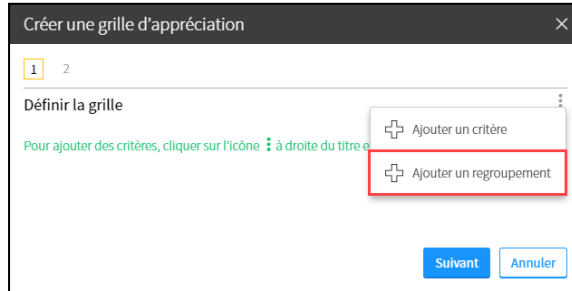 Créer une grille d'appréciation
1 2
Définir la grille
Ajouter un critère
Pour ajouter des critères, cliquer sur l'icône à droite du titre e
Ajouter un regroupement
Suivant Annuler